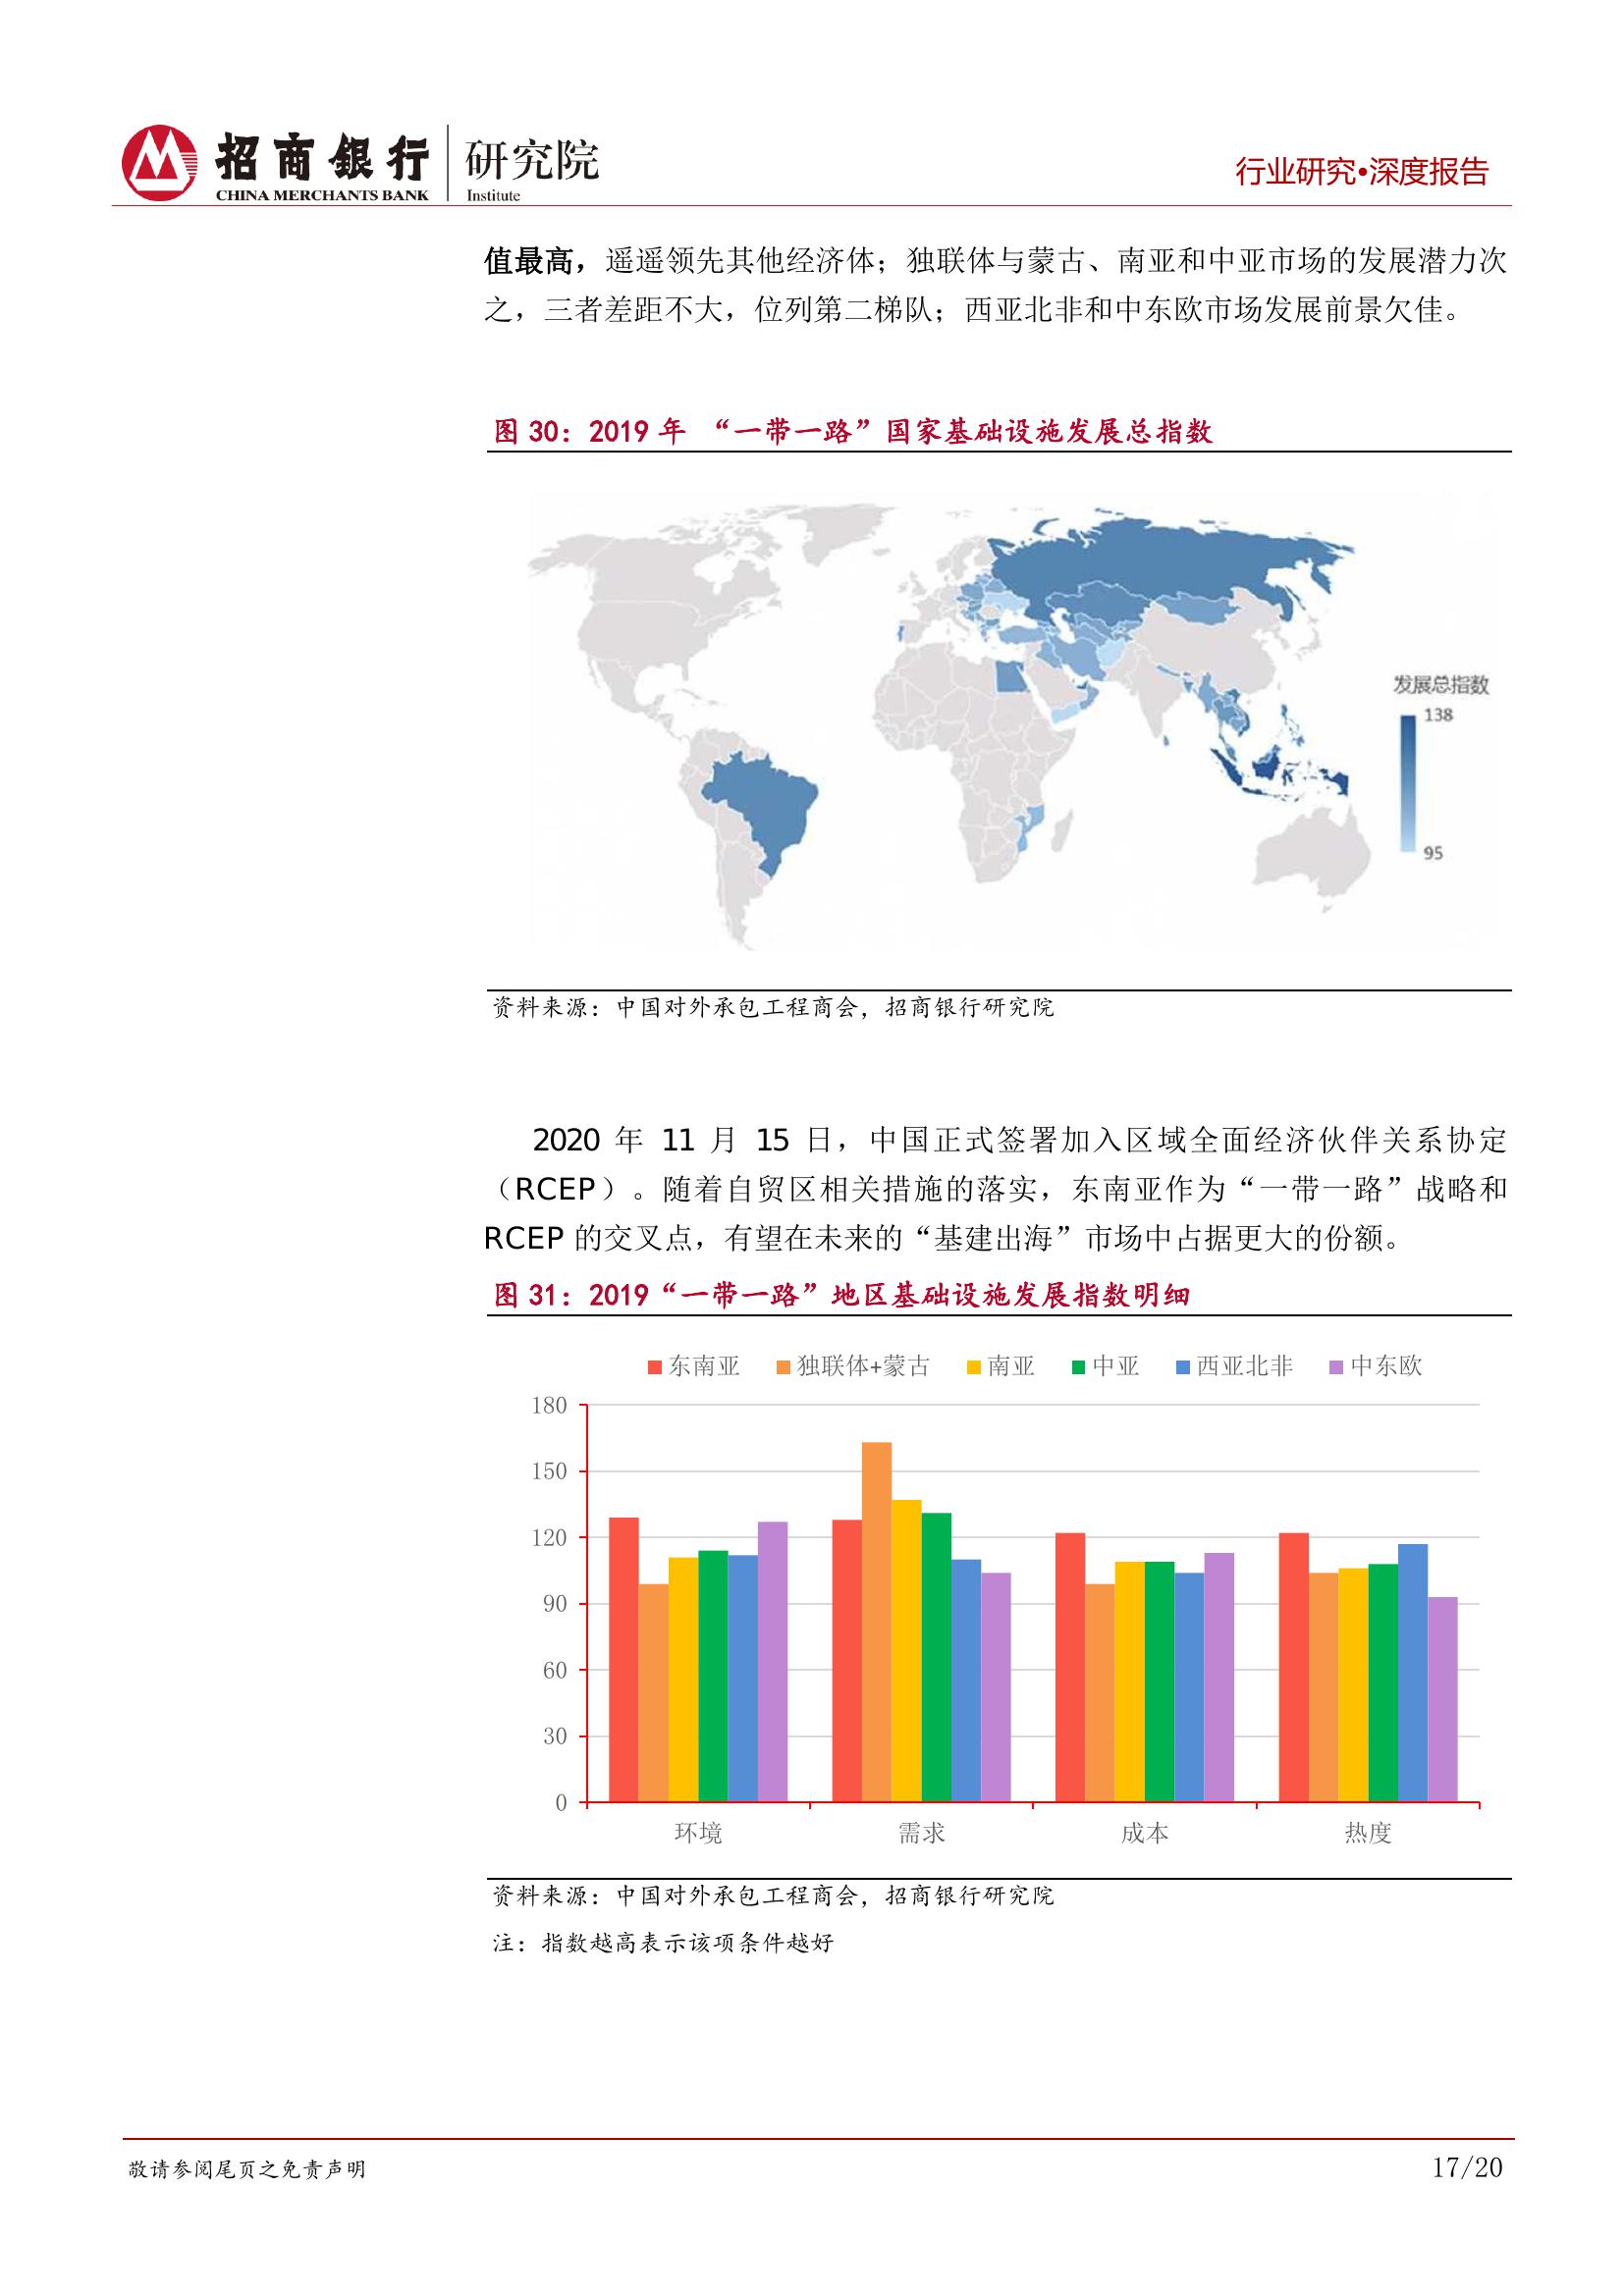 招商銀行
CHINA MERCHANTS BANK
研究院
Institute
行业研究•深度报告
值最高，遥遥领先其他经济体；独联体与蒙古、南亚和中亚市场的发展潜力次
之，三者差距不大，位列第二梯队；西亚北非和中东欧市场发展前景欠佳。
图 30：2019 年 “一带一路”国家基础设施发展总指数
发展总指数
138
95
资料来源：中国对外承包工程商会，招商银行研究院
2020 年 11 月 15 日，中国正式签署加入区域全面经济伙伴关系协定
（RCEP）。随着自贸区相关措施的落实，东南亚作为“一带一路”战略和
RCEP 的交叉点，有望在未来的“基建出海”市场中占据更大的份额。
图 31：2019“一带一路”地区基础设施发展指数明细
东南亚 独联体+蒙古 南亚 中亚 西亚北非 中东欧
180
150
120
90
60
30
0
环境 需求 成本 热度
资料来源：中国对外承包工程商会，招商银行研究院
注：指数越高表示该项条件越好
敬请参阅尾页之免责声明
17/20